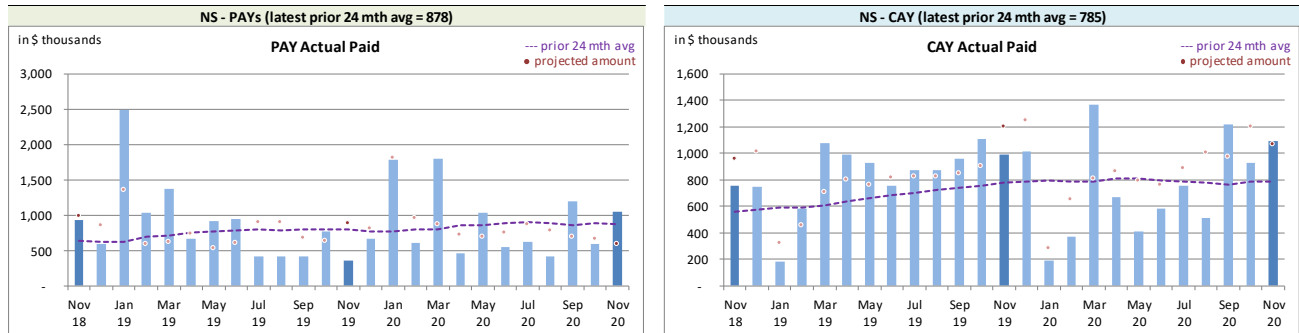 NS - PAYs (latest prior 24 mth avg = 878)
in $ thousands
PAY Actual Paid
--- prior 24 mth avg
projected amount
3,000
2,500
2,000
1,500
1,000
500
-
Nov Jan Mar May Jul Sep Nov Jan Mar May Jul Sep Nov
18 19 19 19 19 19 19 20 20 20 20 20 20
NS - CAY (latest prior 24 mth avg = 785)
in $ thousands
CAY Actual Paid
--- prior 24 mth avg
projected amount
1,600
1,400
1,200
1,000
800
600
400
200
-
Nov Jan Mar May Jul Sep Nov Jan Mar May Jul Sep Nov
18 19 19 19 19 19 19 20 20 20 20 20 20